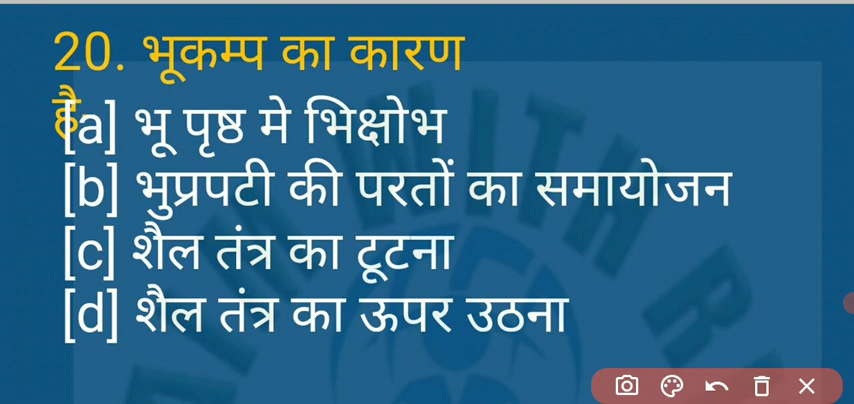 20. भूकम्प का कारण
है
[a] भू पृष्ठ मे भिक्षोभ
[b] भुप्रपटी की परतों का समायोजन
[c] शैल तंत्र का टूटना
[d] शैल तंत्र का ऊपर उठना